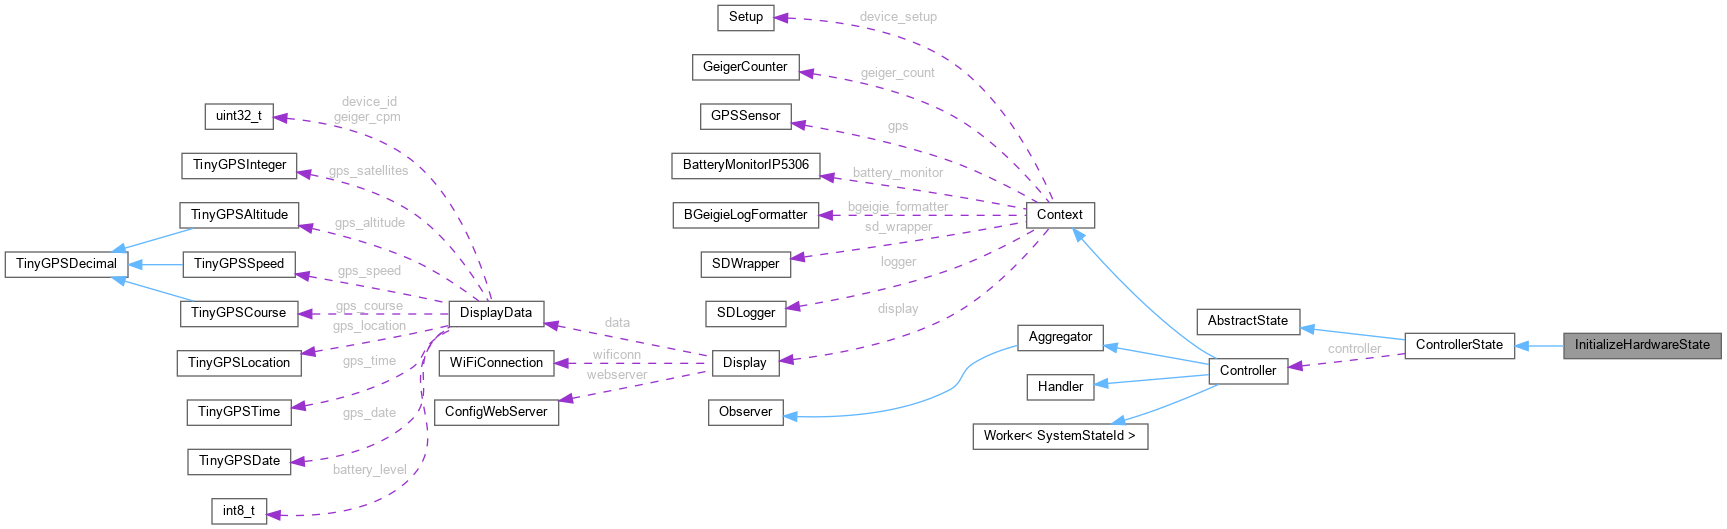 Setup
device_setup
GeigerCounter
geiger_count
GPSSensor
gps
BatteryMonitorIP5306
battery_monitor
BGeigieLogFormatter
bgeigie_formatter
SDWrapper
sd_wrapper
SDLogger
logger
display
Context
uint32_t
device_id
geiger_cpm
TinyGPSInteger
gps_satellites
TinyGPSAltitude
gps_altitude
TinyGPSDecimal
TinyGPSSpeed
gps_speed
TinyGPSCourse
gps_course
TinyGPSLocation
gps_location
TinyGPSTime
gps_time
TinyGPSDate
gps_date
int8_t
battery_level
DisplayData
data
WiFiConnection
wificonn
ConfigWebServer
webserver
Display
Observer
Aggregator
Handler
Worker< SystemStateId >
AbstractState
Controller
controller
ControllerState
InitializeHardwareState